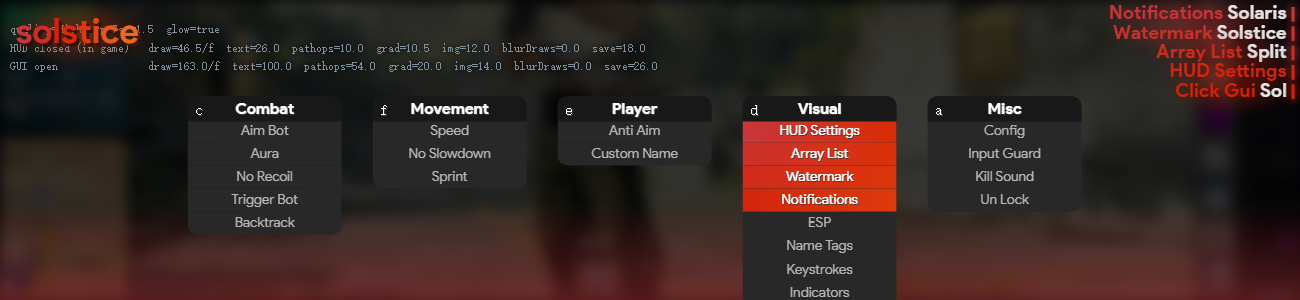 solstice
1.5 glow=true
HUD closed (in game) draw=46.5/f text=26.0 pathops=10.0 grad=10.5 img=12.0 blurDraws=0.0 save=18.0
GUI open draw=163.0/f text=100.0 pathops=54.0 grad=20.0 img=14.0 blurDraws=0.0 save=26.0
Notifications Solaris
Watermark Solstice
Array List Split
HUD Settings
Click Gui Sol
c Combat
Aim Bot
Aura
No Recoil
Trigger Bot
Backtrack
f Movement
Speed
No Slowdown
Sprint
e Player
Anti Aim
Custom Name
d Visual
HUD Settings
Array List
Watermark
Notifications
ESP
Name Tags
Keystrokes
Indicators
a Misc
Config
Input Guard
Kill Sound
Un Lock